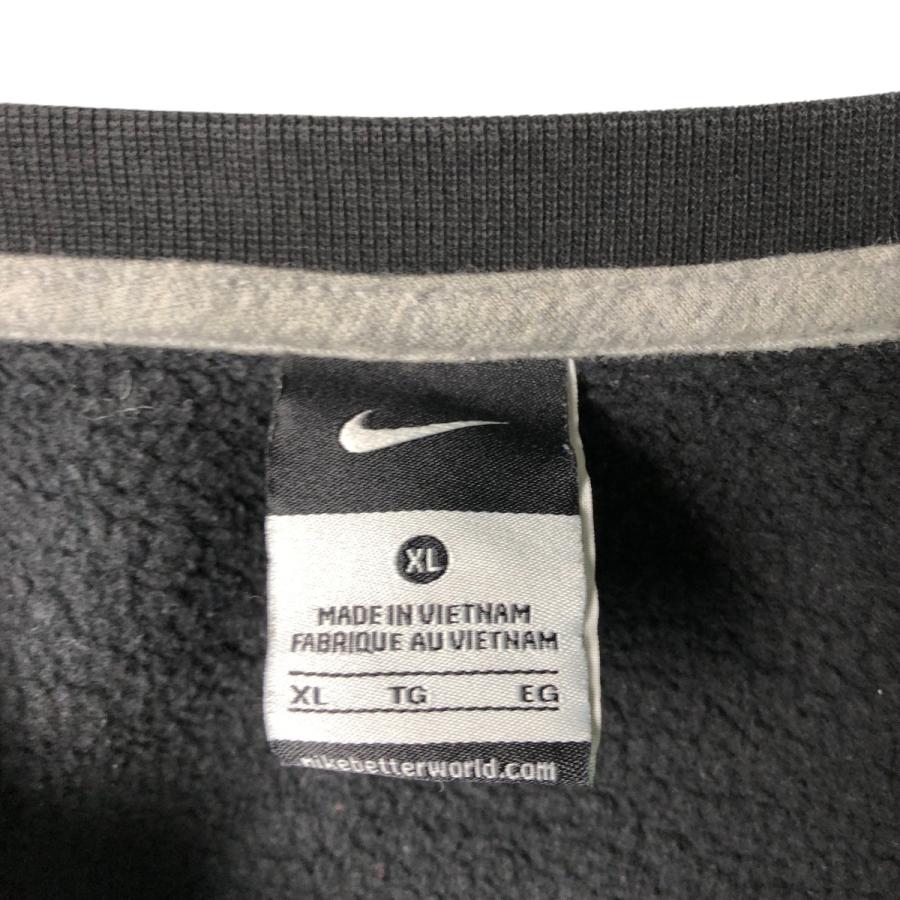 XL
MADE IN VIETNAM
FABRIQUE AU VIETNAM
XL TG EG
nikebetterworld.com